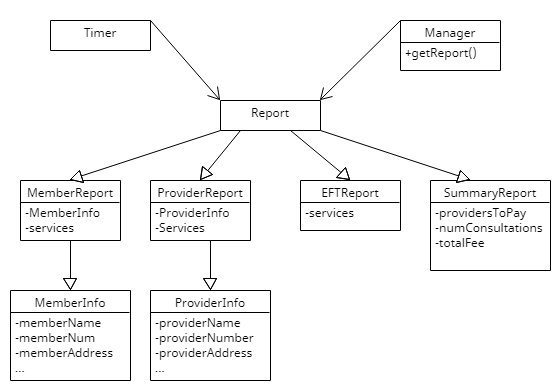 Timer
Manager
+getReport()
Report
MemberReport
-MemberInfo
-services
ProviderReport
-ProviderInfo
-Services
EFTReport
-services
SummaryReport
-providersToPay
-numConsultations
-totalFee
MemberInfo
-memberName
-memberNum
-memberAddress
...
ProviderInfo
-providerName
-providerNumber
-providerAddress
...